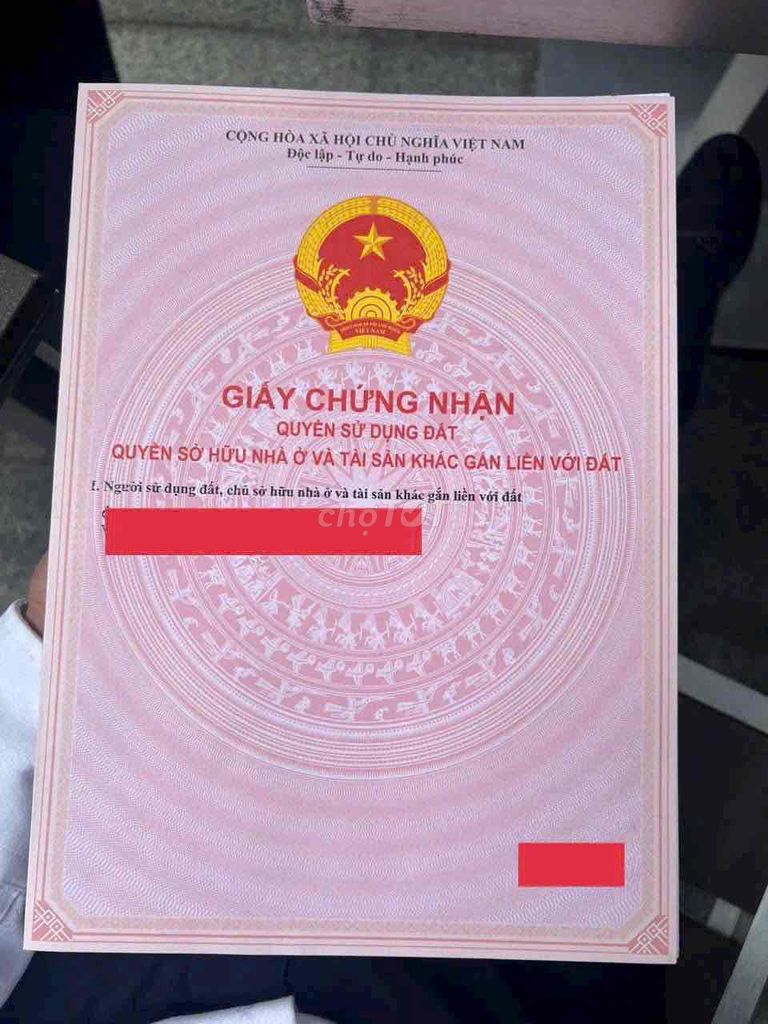 CỘNG HÒA XÃ HỘI CHỦ NGHĨA VIỆT NAM
Độc lập - Tự do - Hạnh phúc
VIỆT NAM
GIẤY CHỨNG NHẬN
QUYỀN SỬ DỤNG ĐẤT
QUYỀN SỞ HỮU NHÀ Ở VÀ TÀI SẢN KHÁC GẮN LIỀN VỚI ĐẤT
I. Người sử dụng đất, chủ sở hữu nhà ở và tài sản khác gắn liền với đất
chợTỐT